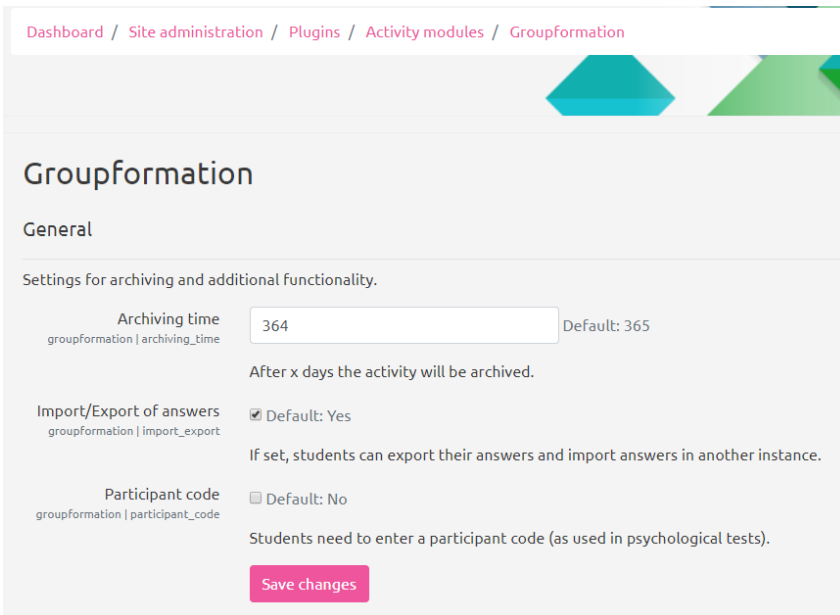 Dashboard / Site administration / Plugins / Activity modules / Groupformation
Groupformation
General
Settings for archiving and additional functionality.
Archiving time
groupformation | archiving_time
364
Default: 365
After x days the activity will be archived.
Import/Export of answers
groupformation | import_export
Default: Yes
If set, students can export their answers and import answers in another instance.
Participant code
groupformation | participant_code
Default: No
Students need to enter a participant code (as used in psychological tests).
Save changes